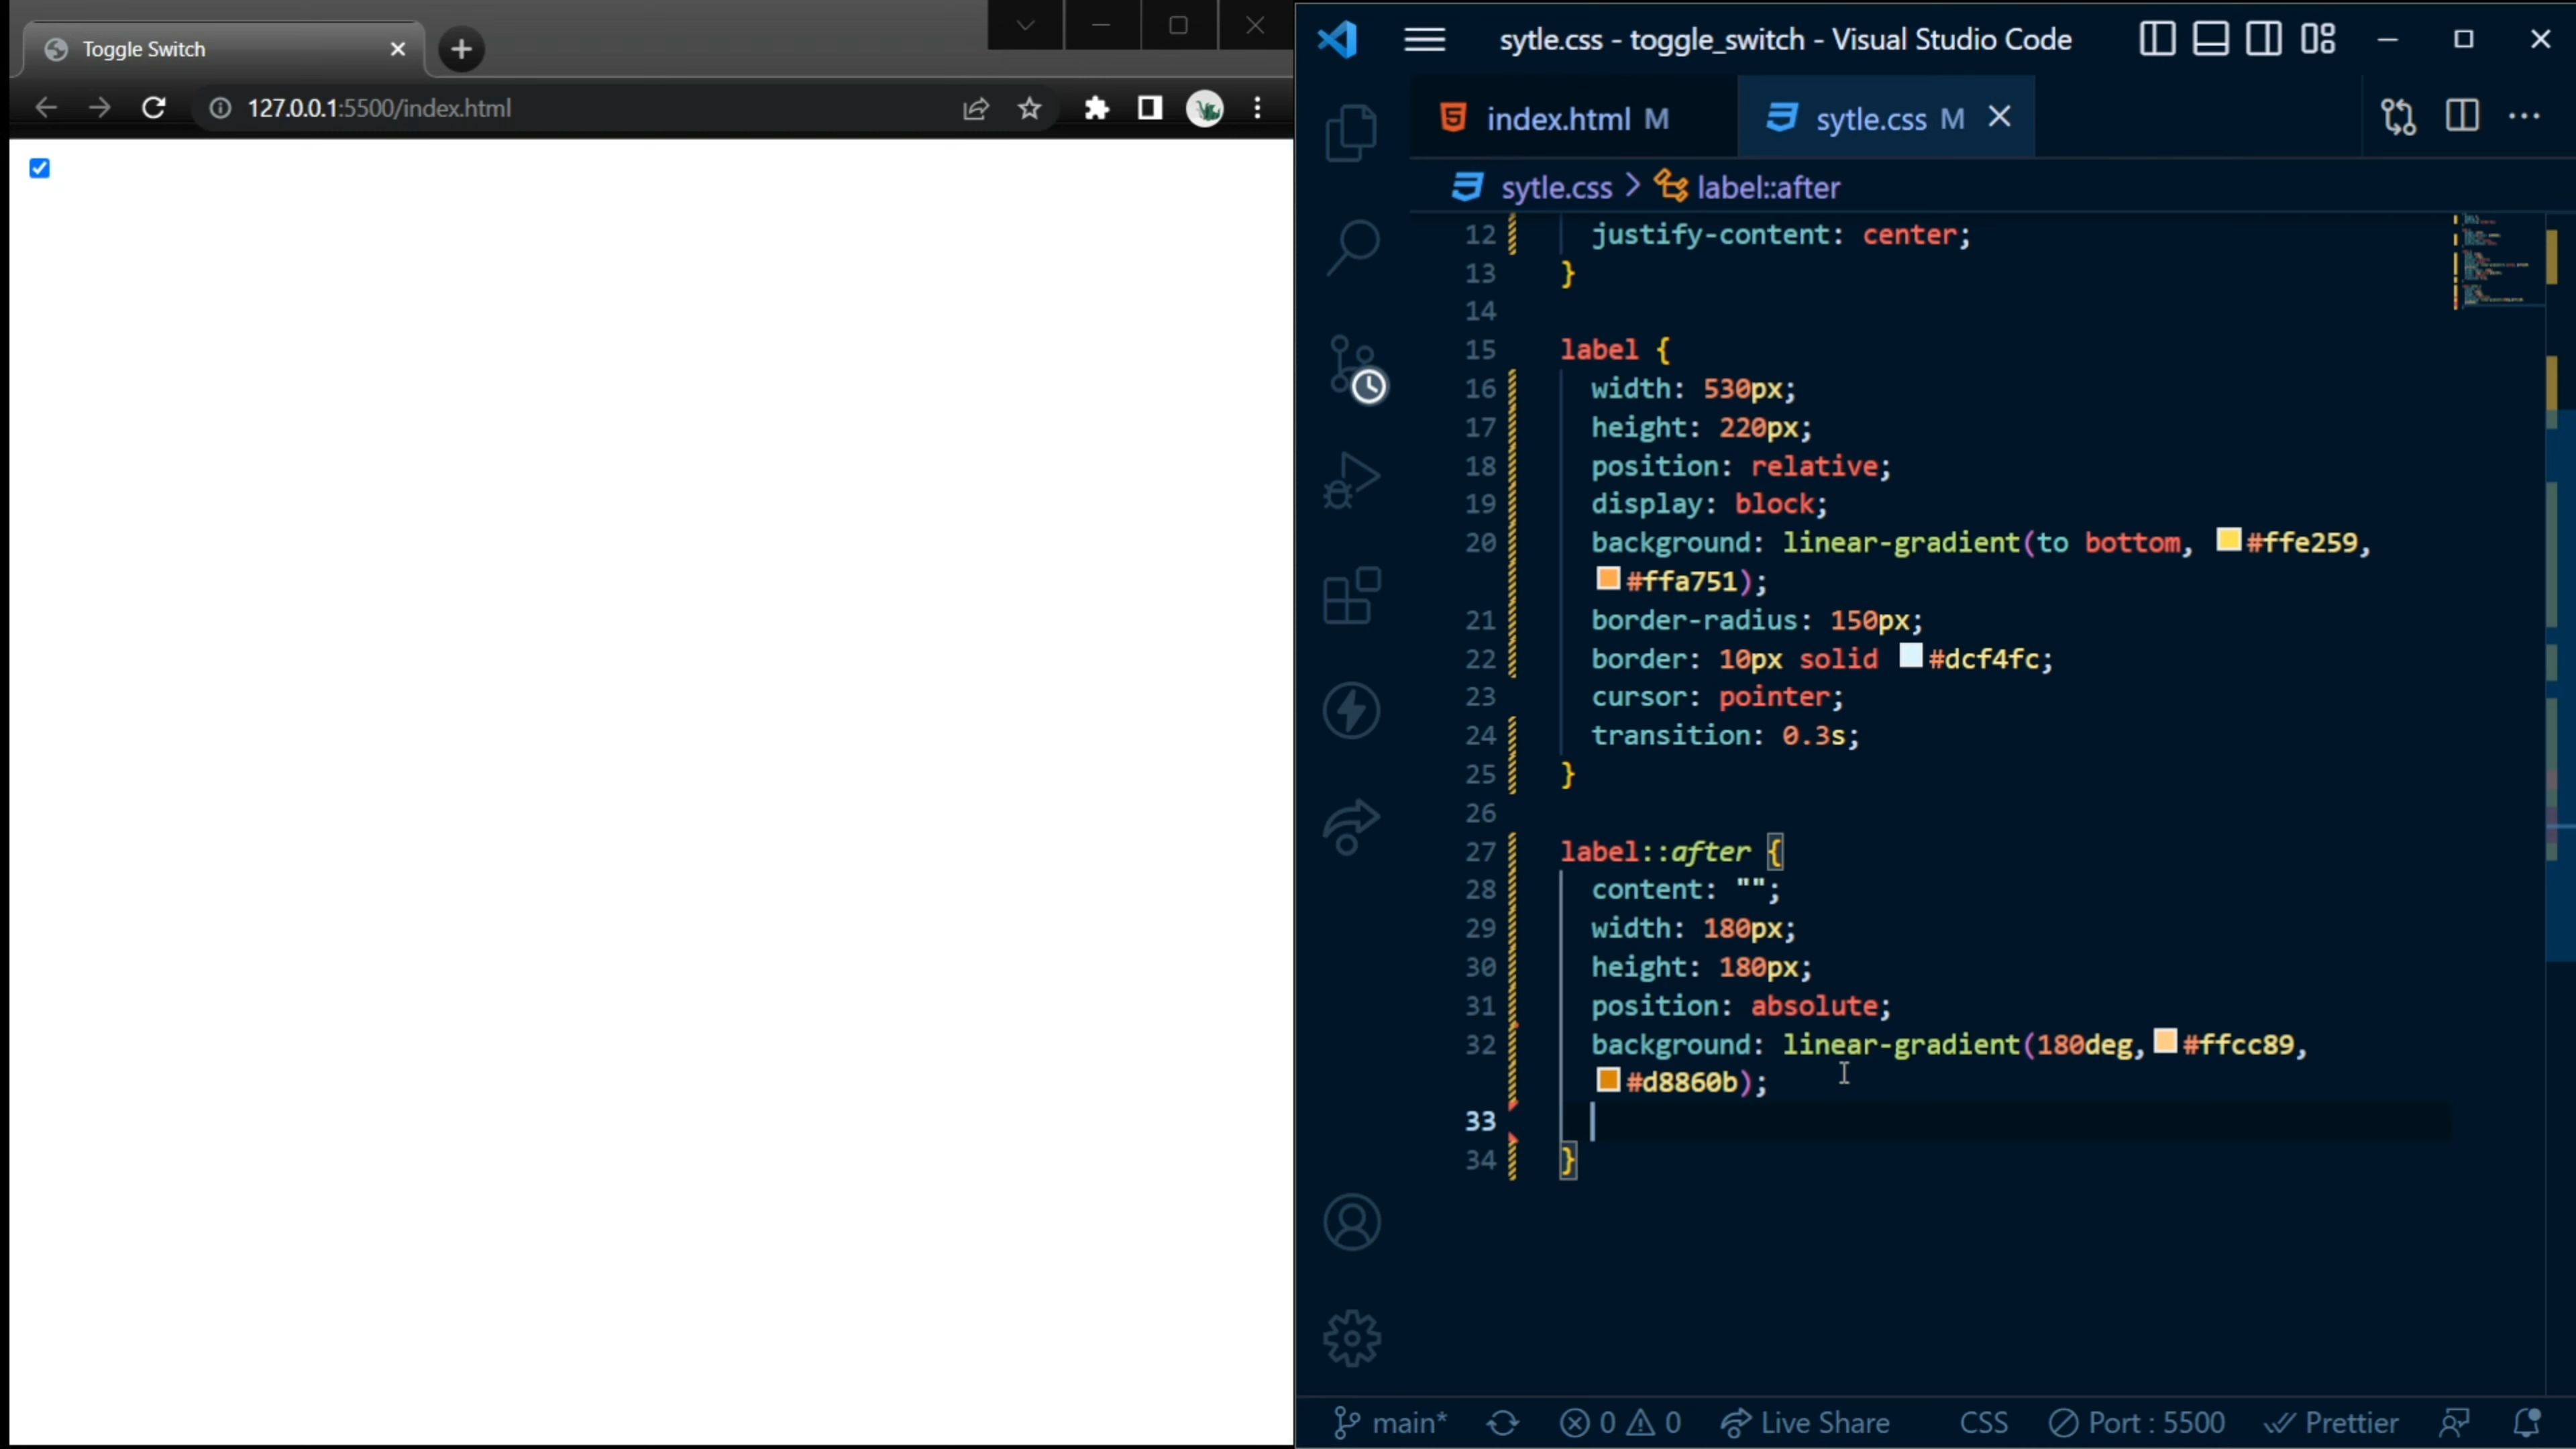 Toggle Switch
127.0.0.1:5500/index.html
sytle.css - toggle_switch - Visual Studio Code
index.html M
sytle.css M
sytle.css > label::after
12 justify-content: center;
13 }
14
15 label {
16 width: 530px;
17 height: 220px;
18 position: relative;
19 display: block;
20 background: linear-gradient(to bottom, #ffe259,
#ffa751);
21 border-radius: 150px;
22 border: 10px solid #dcf4fc;
23 cursor: pointer;
24 transition: 0.3s;
25 }
26
27 label::after {
28 content: "";
29 width: 180px;
30 height: 180px;
31 position: absolute;
32 background: linear-gradient(180deg,#ffcc89,
#d8860b);
33
34 }
main* 0 0 Live Share CSS Port : 5500 Prettier